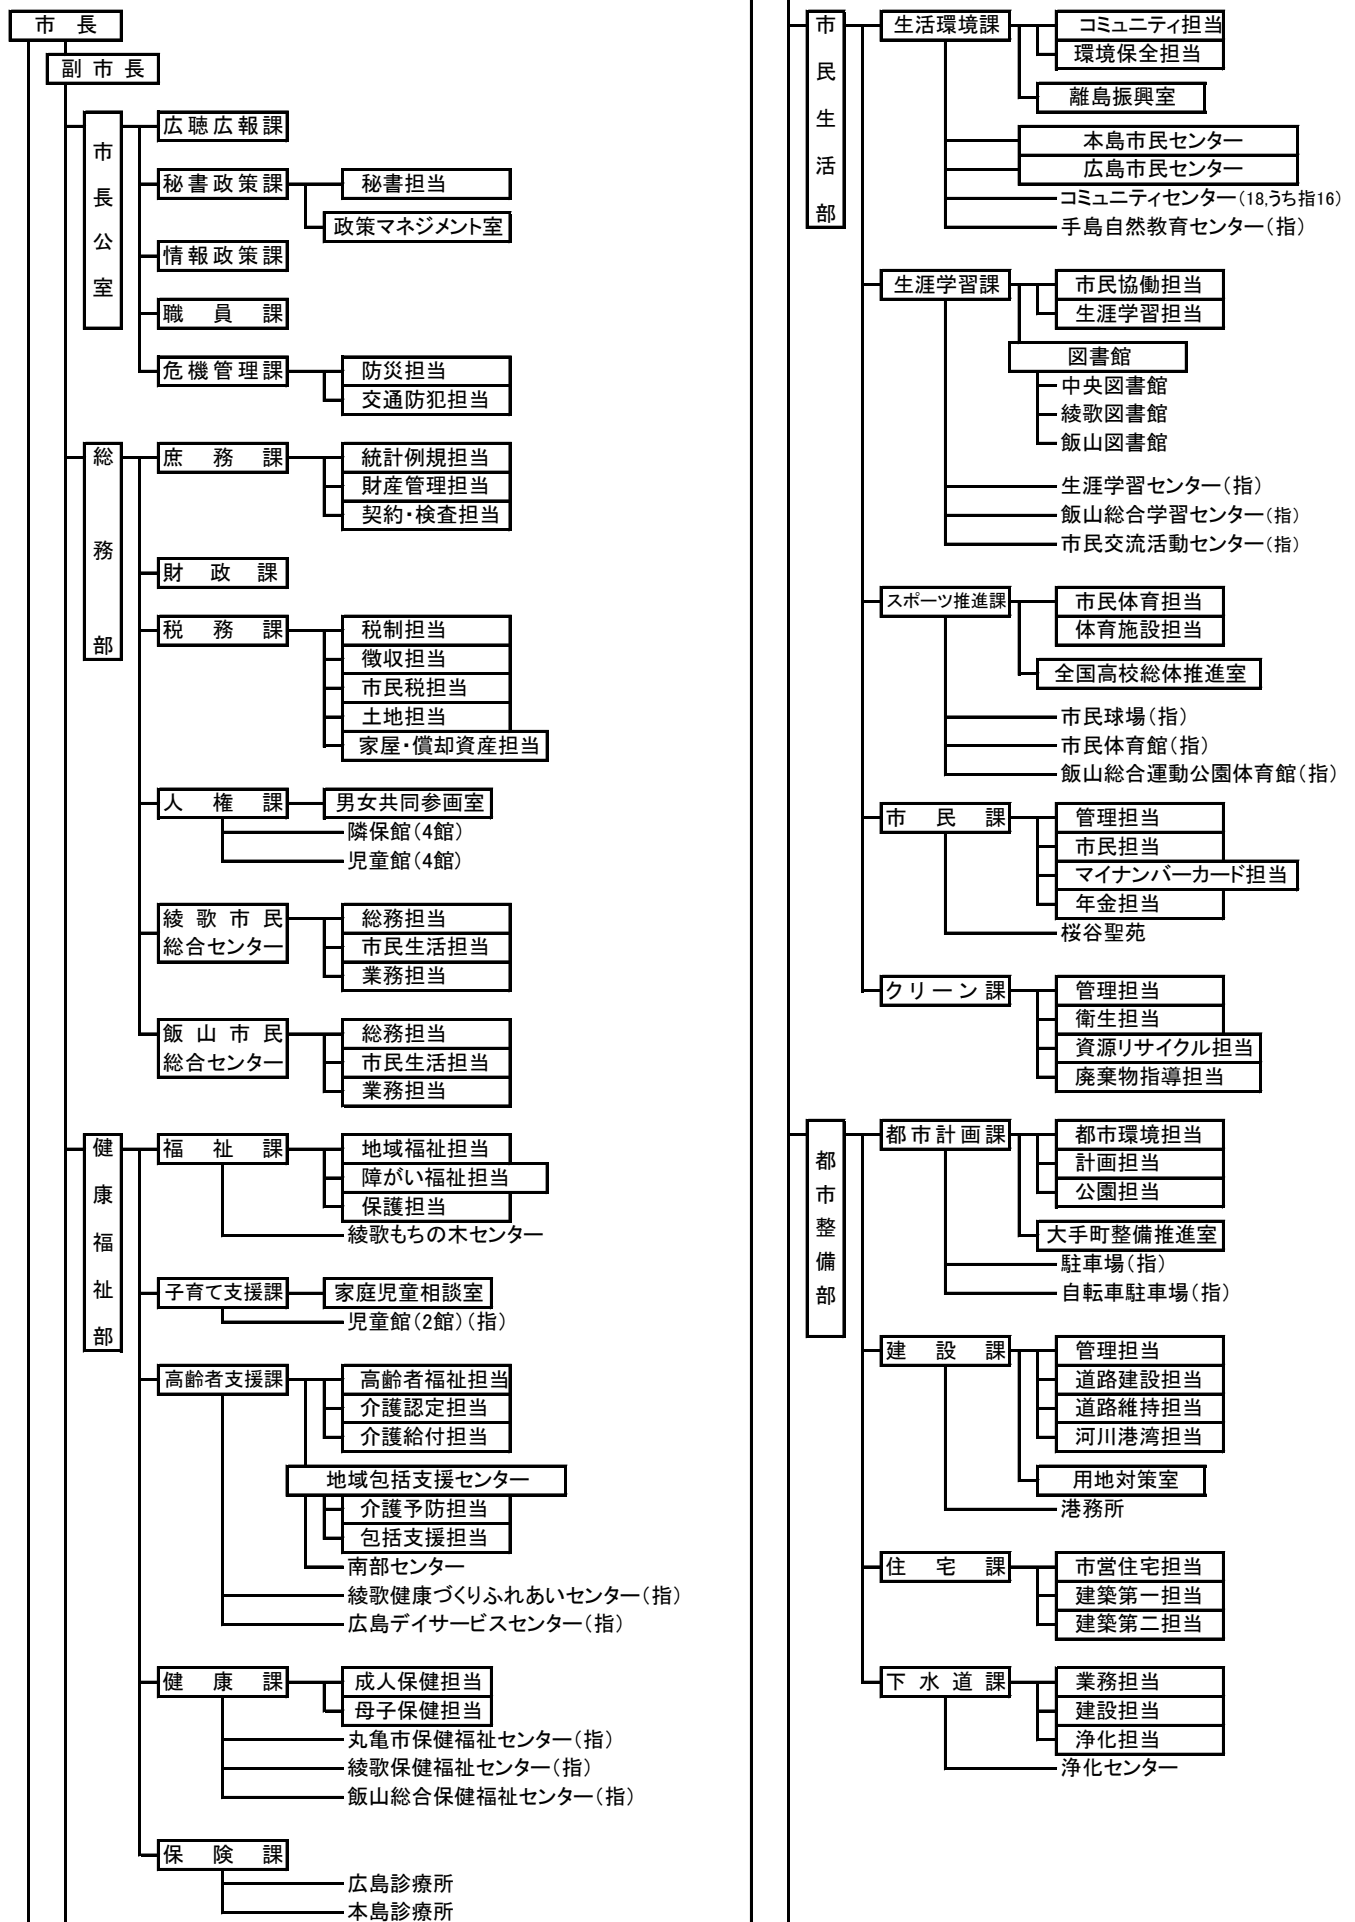 市長
副市長
市長公室
広聴広報課
秘書政策課
秘書担当
政策マネジメント室
情報政策課
職員課
危機管理課
防災担当
交通防犯担当
総務部
庶務課
統計例規担当
財産管理担当
契約・検査担当
財政課
税務課
税制担当
徴収担当
市民税担当
土地担当
家屋・償却資産担当
人権課
男女共同参画室
隣保館(4館)
児童館(4館)
綾歌市民
総合センター
総務担当
市民生活担当
業務担当
飯山市民
総合センター
総務担当
市民生活担当
業務担当
健康福祉部
福祉課
地域福祉担当
障がい福祉担当
保護担当
綾歌もちの木センター
子育て支援課
家庭児童相談室
児童館(2館)(指)
高齢者支援課
高齢者福祉担当
介護認定担当
介護給付担当
地域包括支援センター
介護予防担当
包括支援担当
南部センター
綾歌健康づくりふれあいセンター(指)
広島デイサービスセンター(指)
健康課
成人保健担当
母子保健担当
丸亀市保健福祉センター(指)
綾歌保健福祉センター(指)
飯山総合保健福祉センター(指)
保険課
広島診療所
本島診療所
市民生活部
生活環境課
コミュニティ担当
環境保全担当
離島振興室
本島市民センター
広島市民センター
コミュニティセンター(18,うち指16)
手島自然教育センター(指)
生涯学習課
市民協働担当
生涯学習担当
図書館
中央図書館
綾歌図書館
飯山図書館
生涯学習センター(指)
飯山総合学習センター(指)
市民交流活動センター(指)
スポーツ推進課
市民体育担当
体育施設担当
全国高校総体推進室
市民球場(指)
市民体育館(指)
飯山総合運動公園体育館(指)
市民課
管理担当
市民担当
マイナンバーカード担当
年金担当
桜谷聖苑
クリーン課
管理担当
衛生担当
資源リサイクル担当
廃棄物指導担当
都市整備部
都市計画課
都市環境担当
計画担当
公園担当
大手町整備推進室
駐車場(指)
自転車駐車場(指)
建設課
管理担当
道路建設担当
道路維持担当
河川港湾担当
用地対策室
港務所
住宅課
市営住宅担当
建築第一担当
建築第二担当
下水道課
業務担当
建設担当
浄化担当
浄化センター